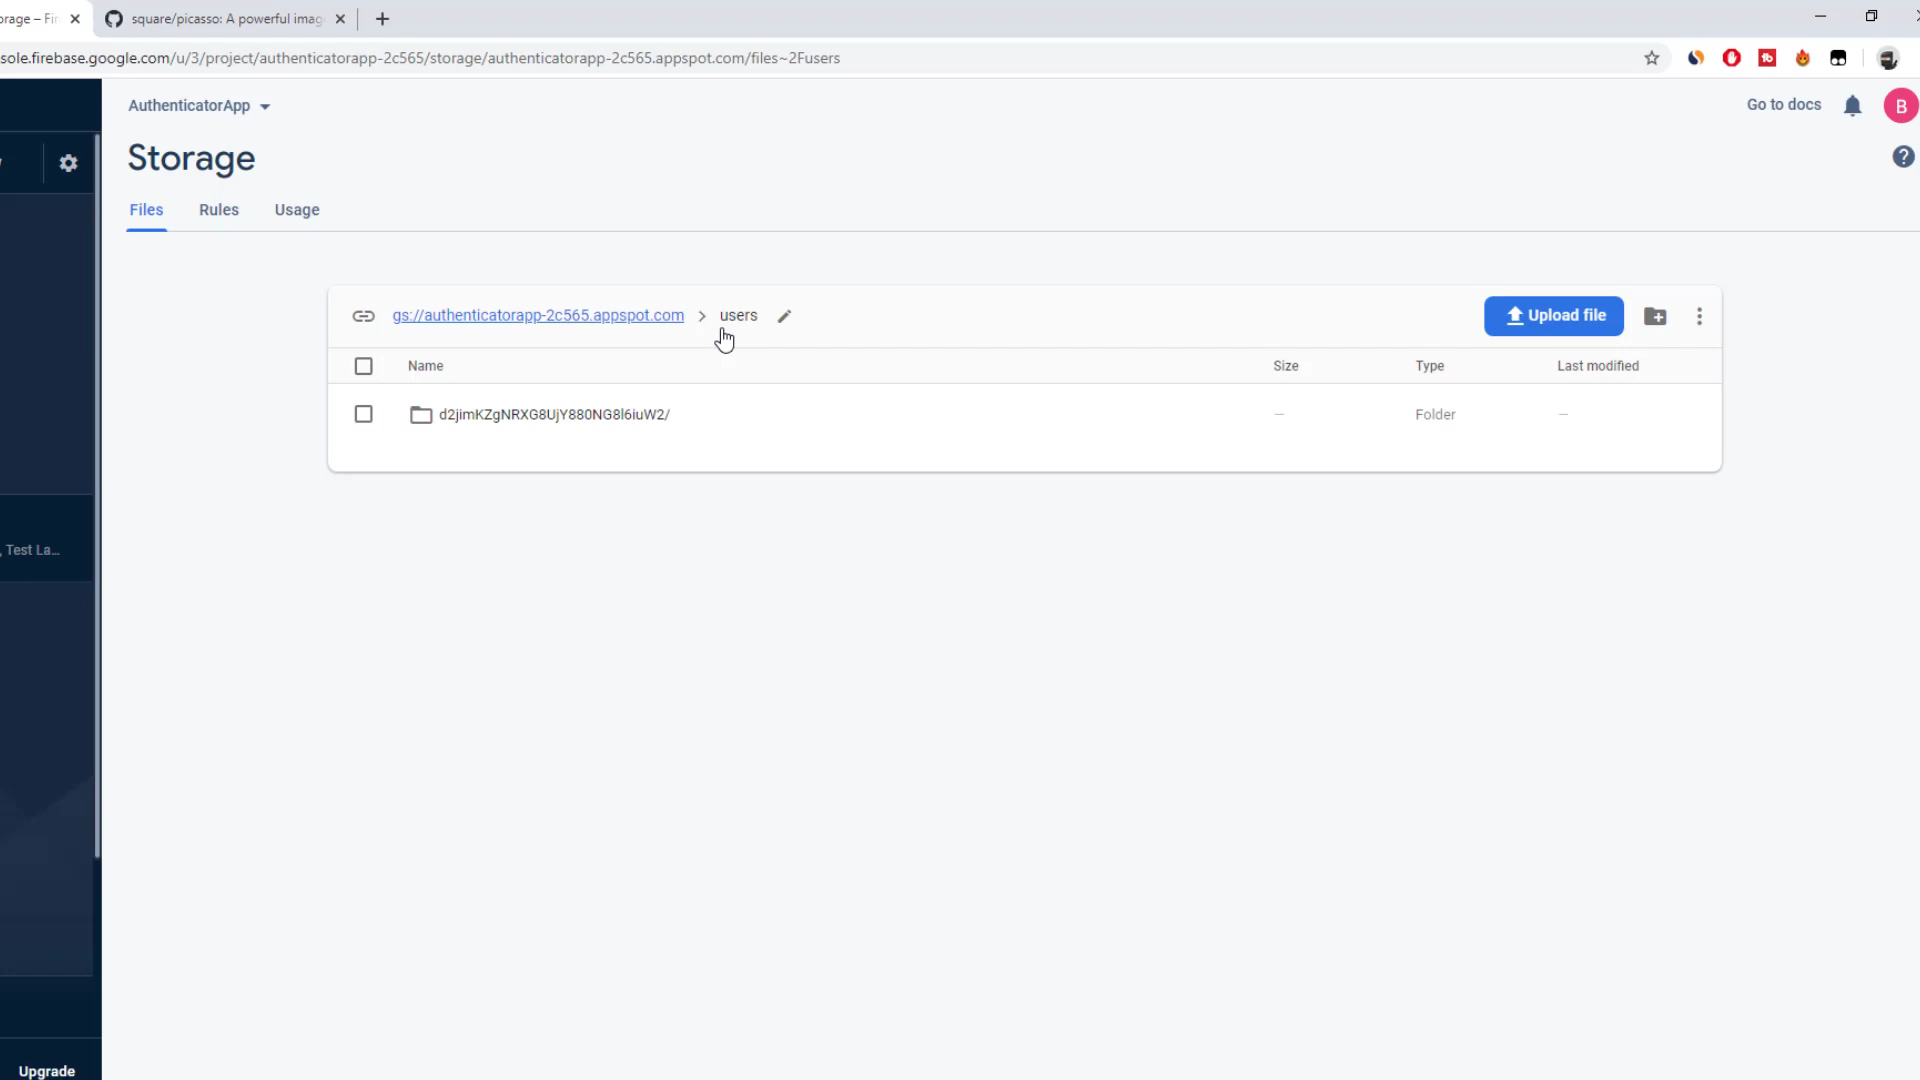 orage – Fir
square/picasso: A powerful imag
sole.firebase.google.com/u/3/project/authenticatorapp-2c565/storage/authenticatorapp-2c565.appspot.com/files~2Fusers
AuthenticatorApp
Go to docs
B
Storage
?
Files Rules Usage
gs://authenticatorapp-2c565.appspot.com > users
Upload file
Name Size Type Last modified
d2jimKZgNRXG8UjY880NG8l6iuW2/ — Folder —
, Test La...
Upgrade